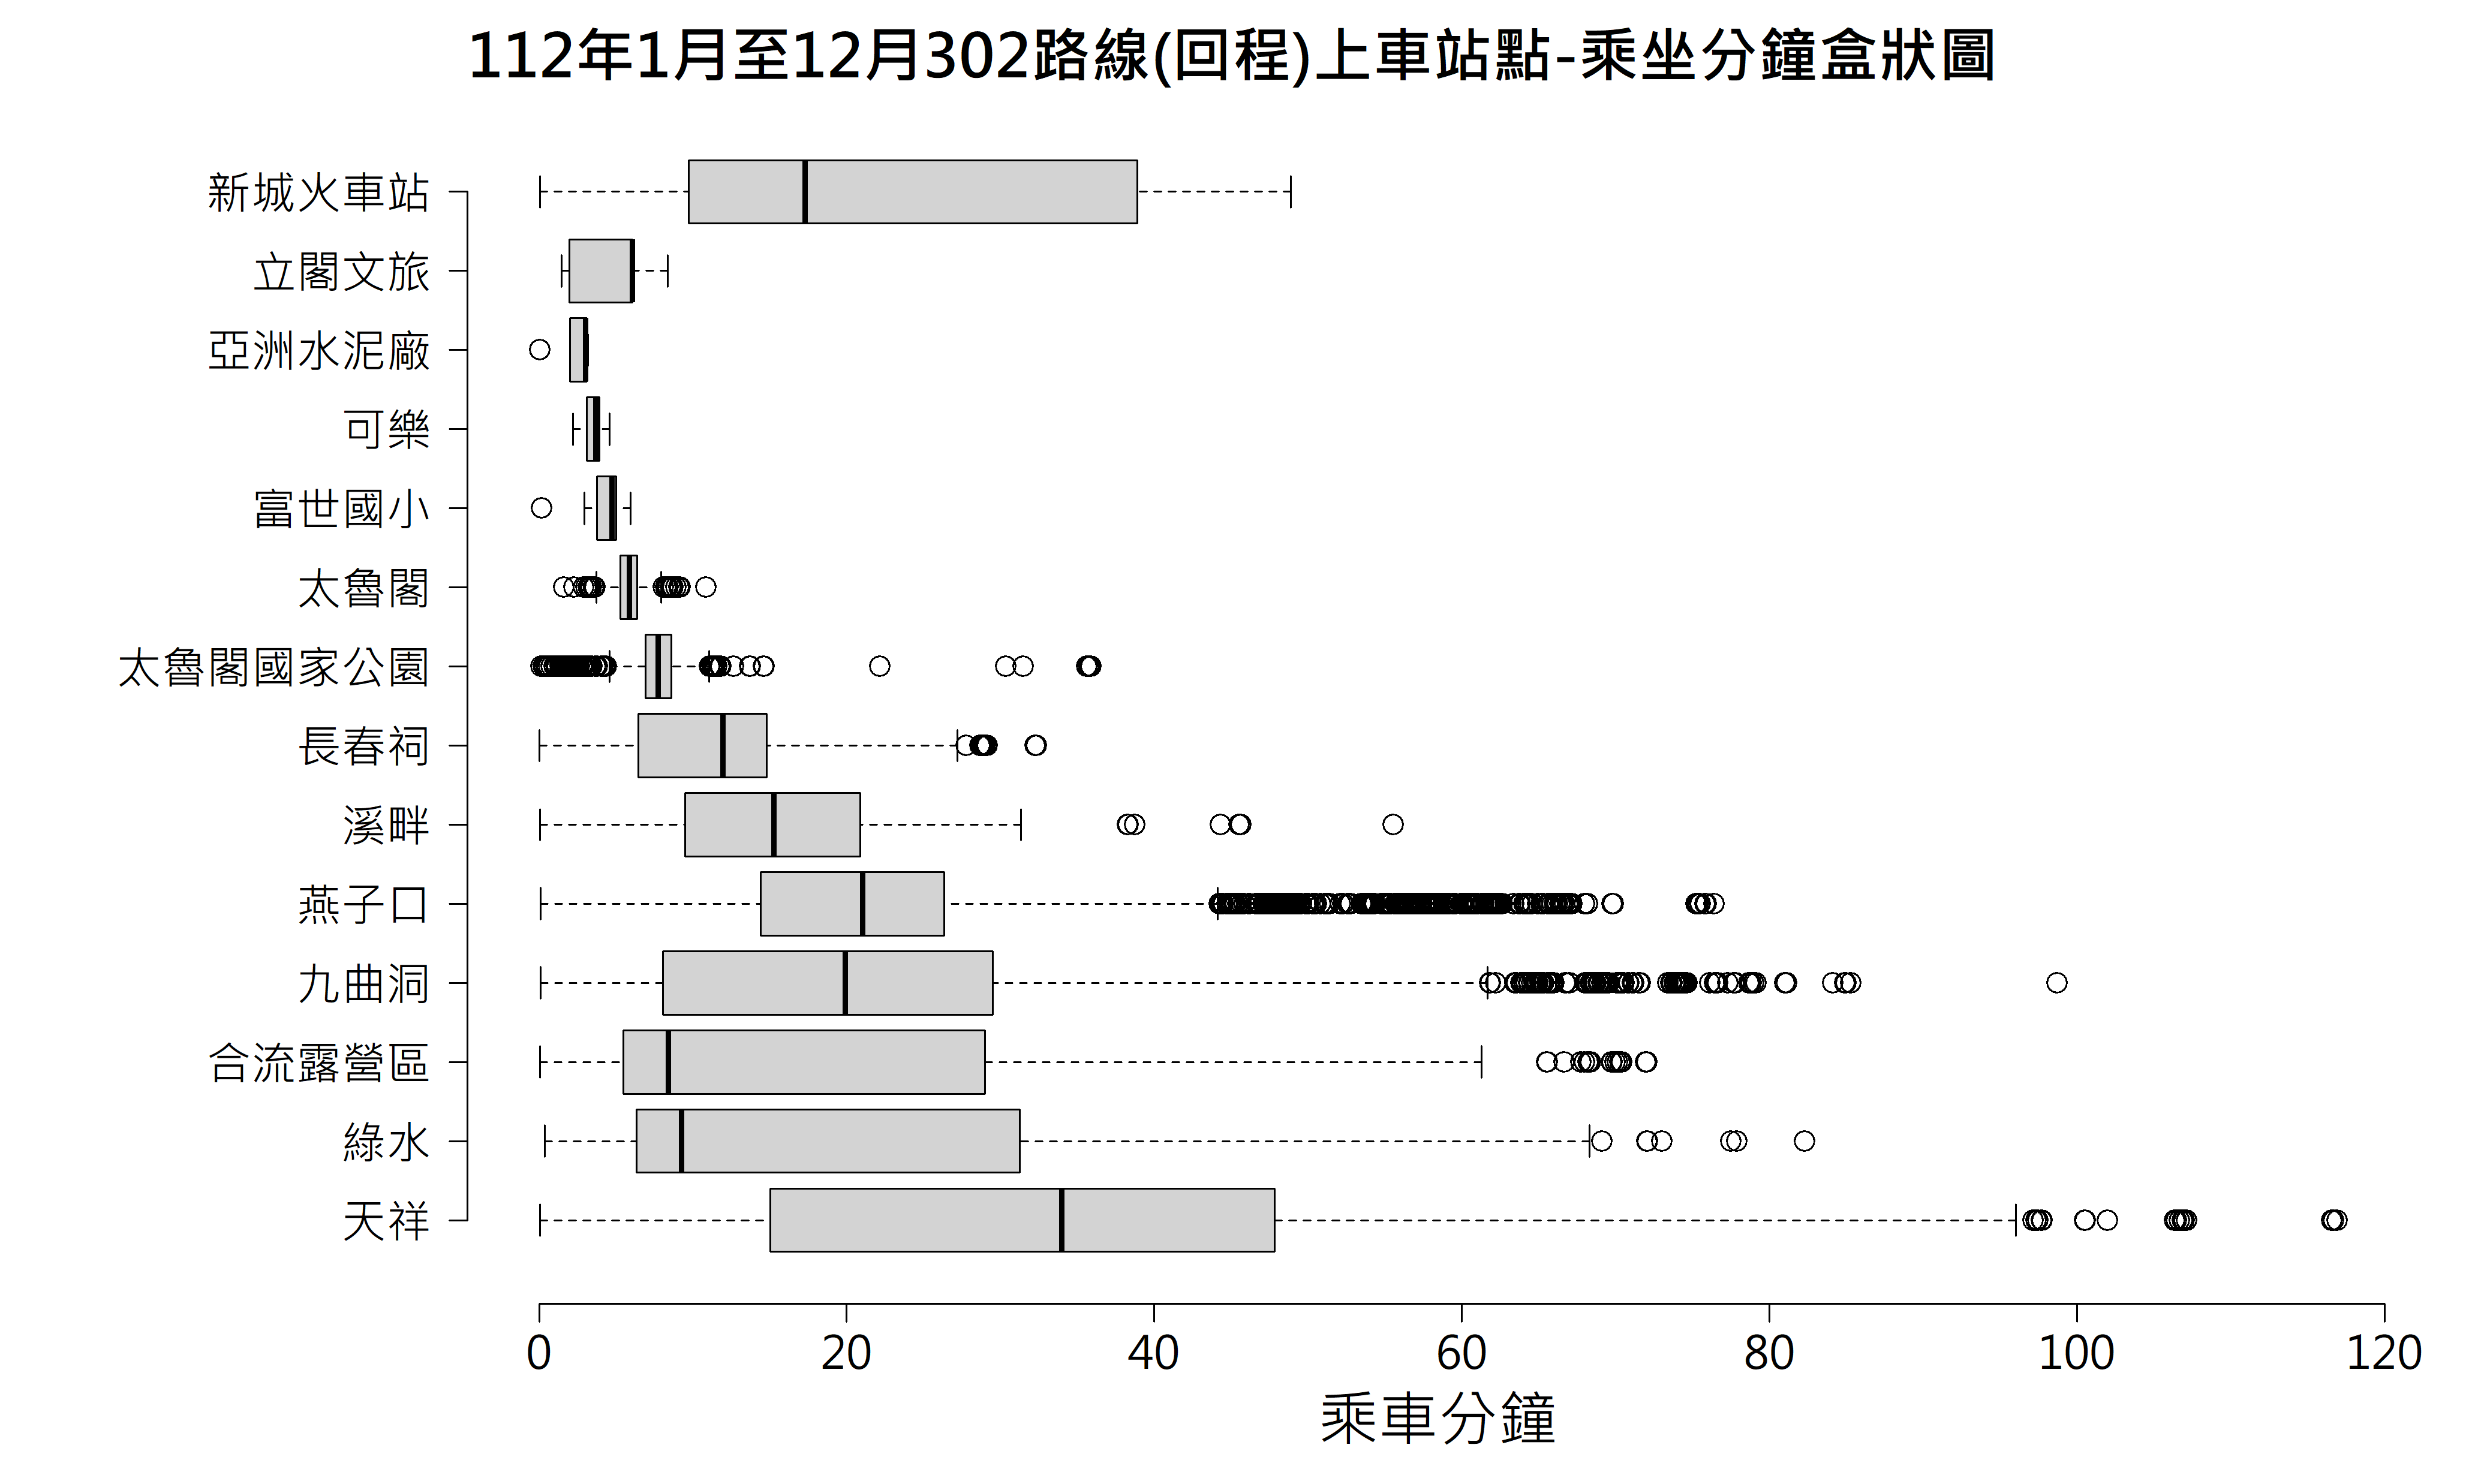 112年1月至12月302路線(回程)上車站點-乘坐分鐘盒狀圖
新城火車站
立閣文旅
亞洲水泥廠
可樂
富世國小
太魯閣
太魯閣國家公園
長春祠
溪畔
燕子口
九曲洞
合流露營區
綠水
天祥
0 20 40 60 80 100 120
乘車分鐘